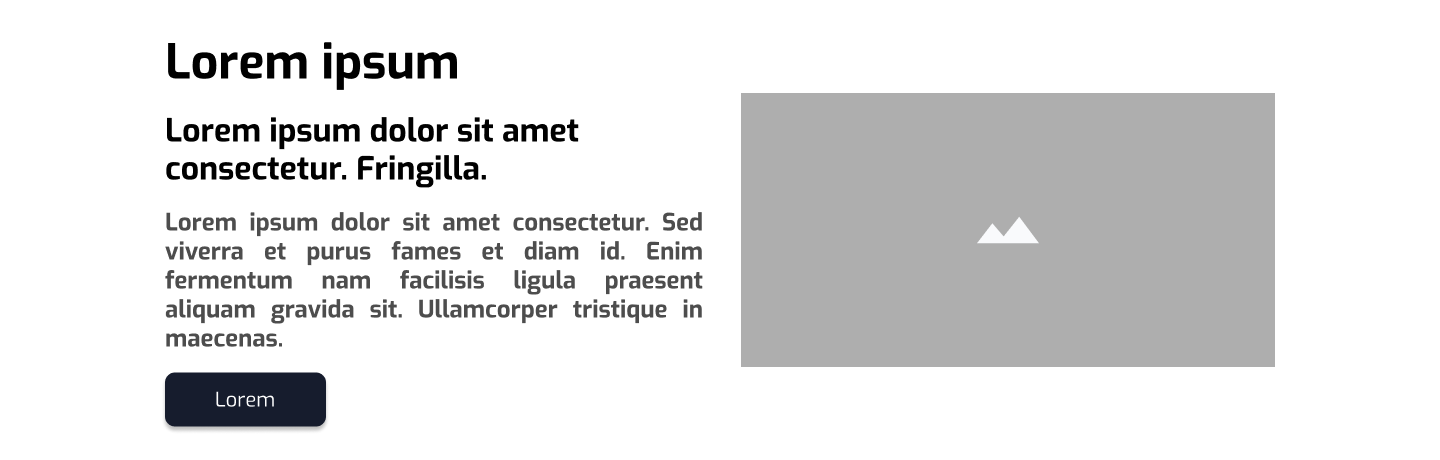 Lorem ipsum
Lorem ipsum dolor sit amet
consectetur. Fringilla.
Lorem ipsum dolor sit amet consectetur. Sed
viverra et purus fames et diam id. Enim
fermentum nam facilisis ligula praesent
aliquam gravida sit. Ullamcorper tristique in
maecenas.
Lorem